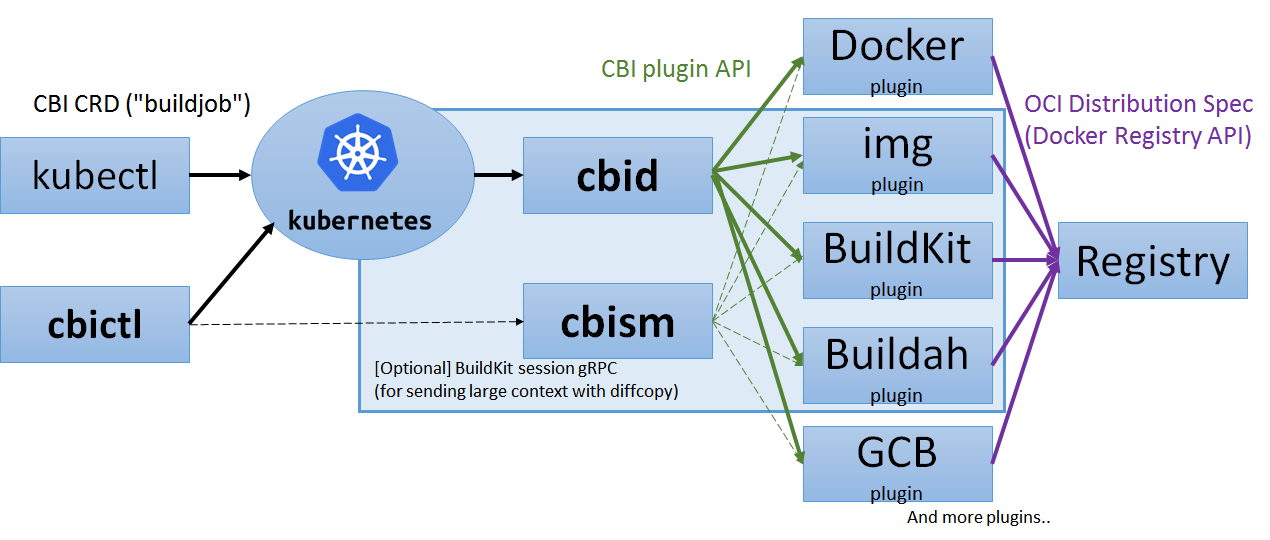 CBI CRD ("buildjob")
kubectl
cbictl
kubernetes
CBI plugin API
cbid
cbism
[Optional] BuildKit session gRPC
(for sending large context with diffcopy)
Docker
plugin
img
plugin
BuildKit
plugin
Buildah
plugin
GCB
plugin
And more plugins..
OCI Distribution Spec
(Docker Registry API)
Registry